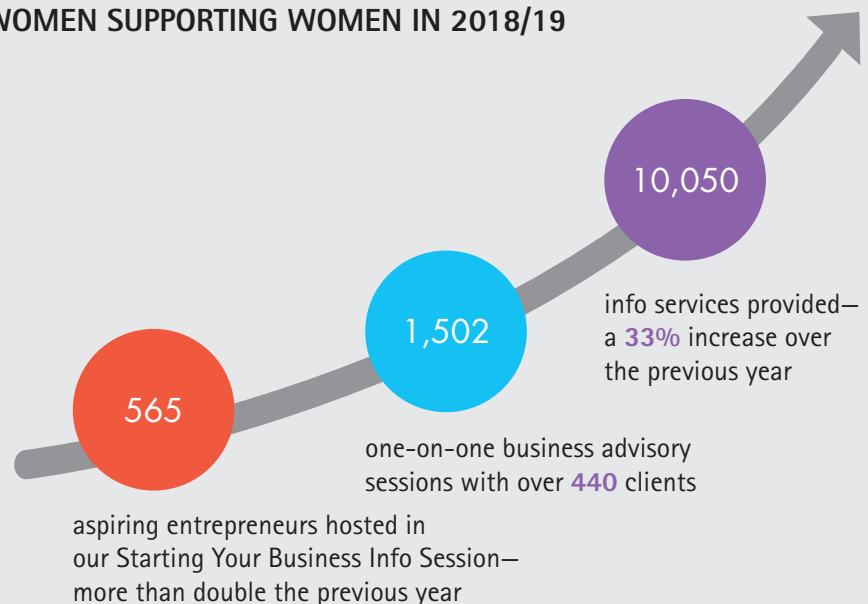 WOMEN SUPPORTING WOMEN IN 2018/19
565
aspiring entrepreneurs hosted in
our Starting Your Business Info Session—
more than double the previous year
1,502
one-on-one business advisory
sessions with over 440 clients
10,050
info services provided—
a 33% increase over
the previous year